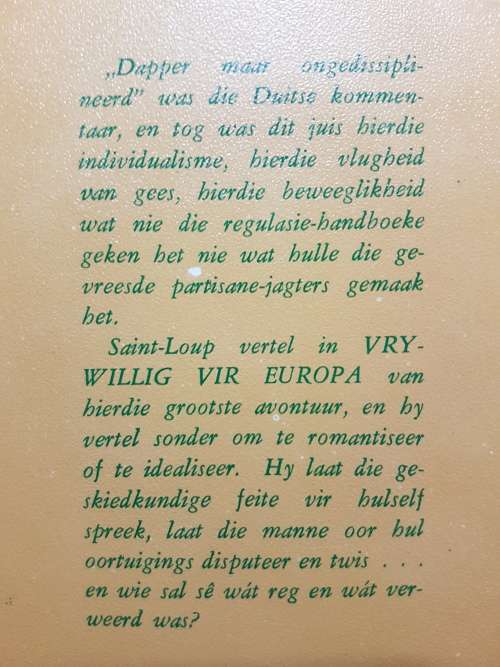 „Dapper maar ongedissipli-
neerd” was die Duitse kommen-
taar, en tog was dit juis hierdie
individualisme, hierdie vlugheid
van gees, hierdie beweeglikheid
wat nie die regulasie-handboeke
geken het nie wat hulle die ge-
vreesde partisane-jagters gemaak
het.
Saint-Loup vertel in VRY-
WILLIG VIR EUROPA van
hierdie grootste avontuur, en hy
vertel sonder om te romantiseer
of te idealiseer. Hy laat die ge-
skiedkundige feite vir hulself
spreek, laat die manne oor hul
oortuigings disputeer en twis . . .
en wie sal sê wát reg en wát ver-
weerd was?